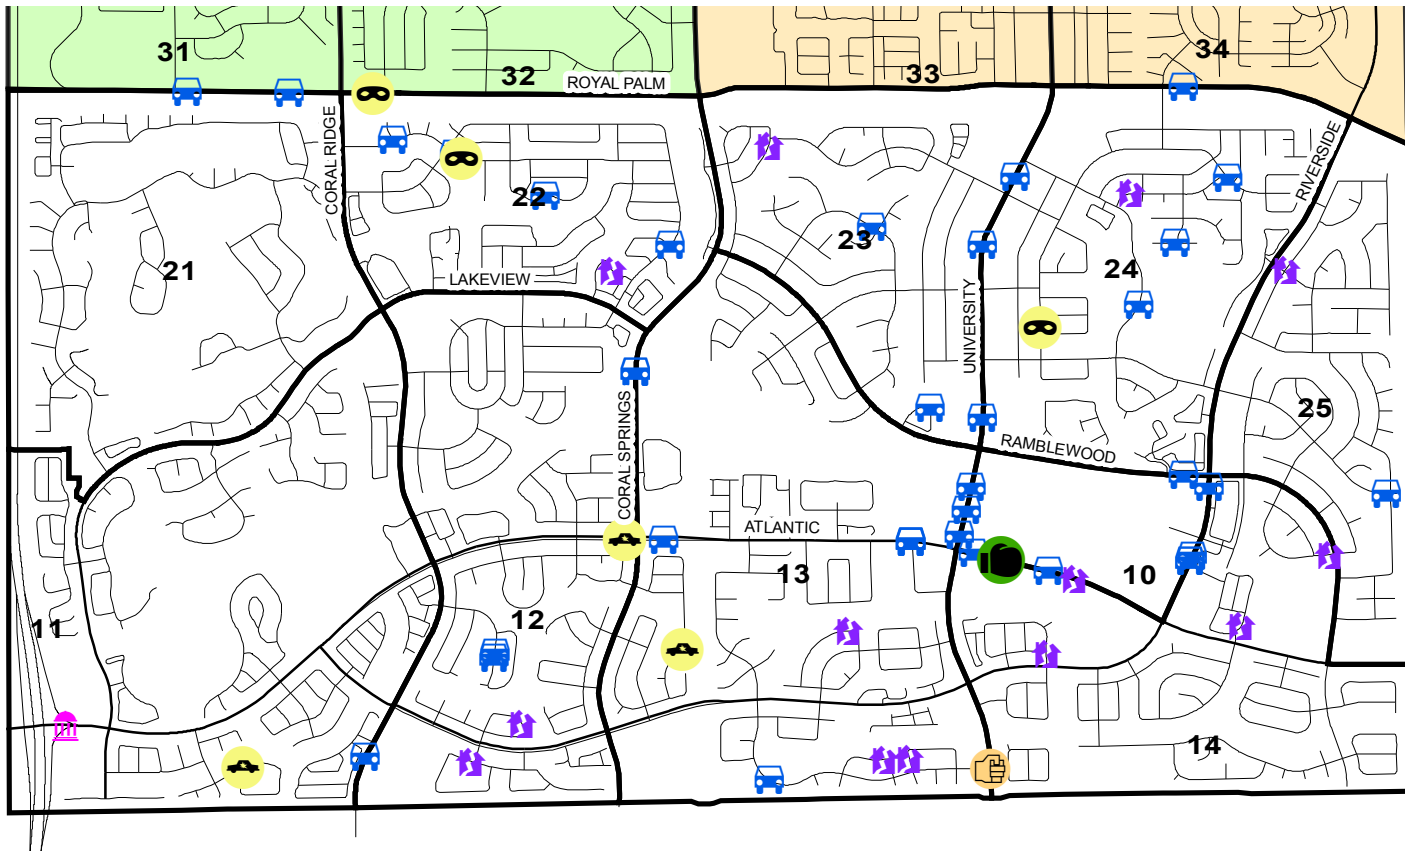 31
34
32
33
ROYAL PALM
CORAL RIDGE
RIVERSIDE
22
23
21
24
LAKEVIEW
UNIVERSITY
25
CORAL SPRINGS
RAMBLEWOOD
ATLANTIC
13
10
12
11
14